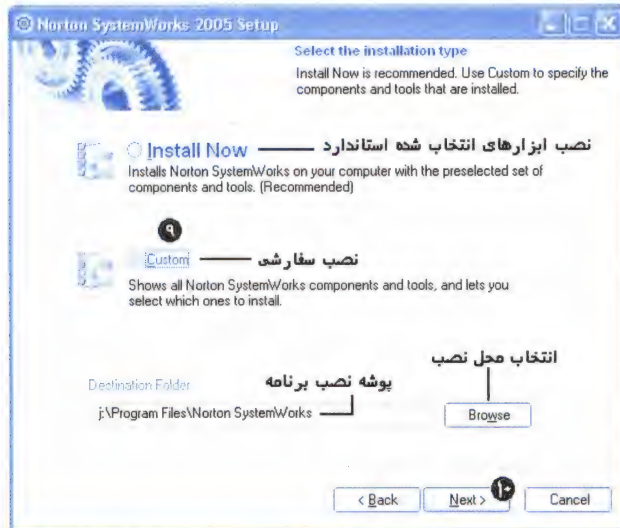 Norton SystemWorks 2005 Setup
Select the installation type
Install Now is recommended. Use Custom to specify the
components and tools that are installed.
Install Now
نصب ابزارهای انتخاب شده استاندارد
Installs Norton SystemWorks on your computer with the preselected set of
components and tools. (Recommended)
۹
Custom
نصب سفارشی
Shows all Norton SystemWorks components and tools, and lets you
select which ones to install.
انتخاب محل نصب
Destination Folder
پوشه نصب برنامه
j:\Program Files\Norton SystemWorks
Browse
< Back
Next >
۱۰
Cancel